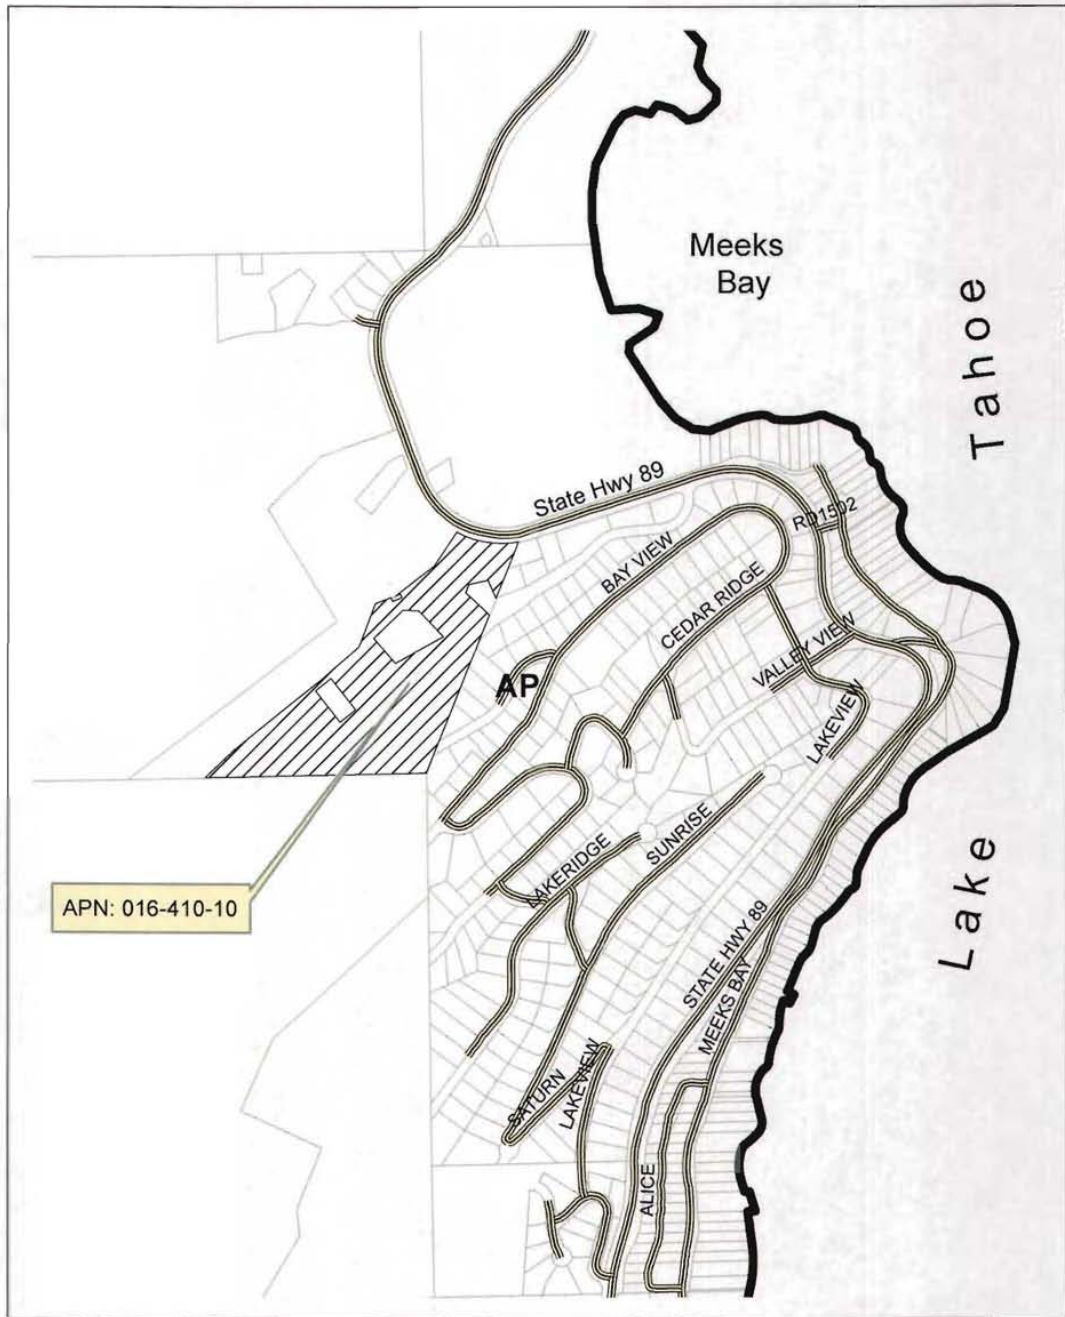 Meeks
Bay
Tahoe
State Hwy 89
RD1502
BAY VIEW
CEDAR RIDGE
VALLEY VIEW
AP
LAKEVIEW
SUNRISE
LAKERIDGE
APN: 016-410-10
Lake
STATE HWY 89
MEEKS BAY
LAKEVIEW
SATURN
ALICE